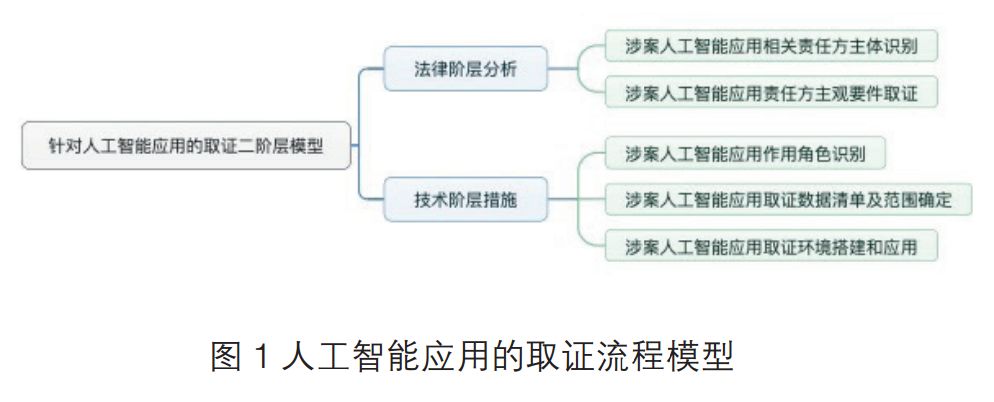 针对人工智能应用的取证二阶层模型
法律阶层分析
涉案人工智能应用相关责任方主体识别
涉案人工智能应用责任方主观要件取证
技术阶层措施
涉案人工智能应用作用角色识别
涉案人工智能应用取证数据清单及范围确定
涉案人工智能应用取证环境搭建和应用
图 1 人工智能应用的取证流程模型